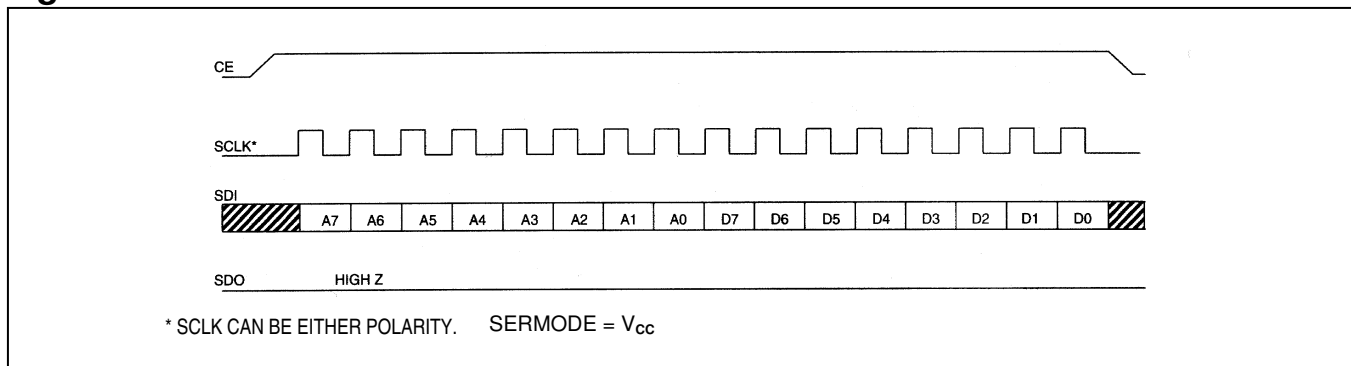 CE
SCLK*
SDI
A7 A6 A5 A4 A3 A2 A1 A0 D7 D6 D5 D4 D3 D2 D1 D0
SDO HIGH Z
* SCLK CAN BE EITHER POLARITY. SERMODE = Vcc